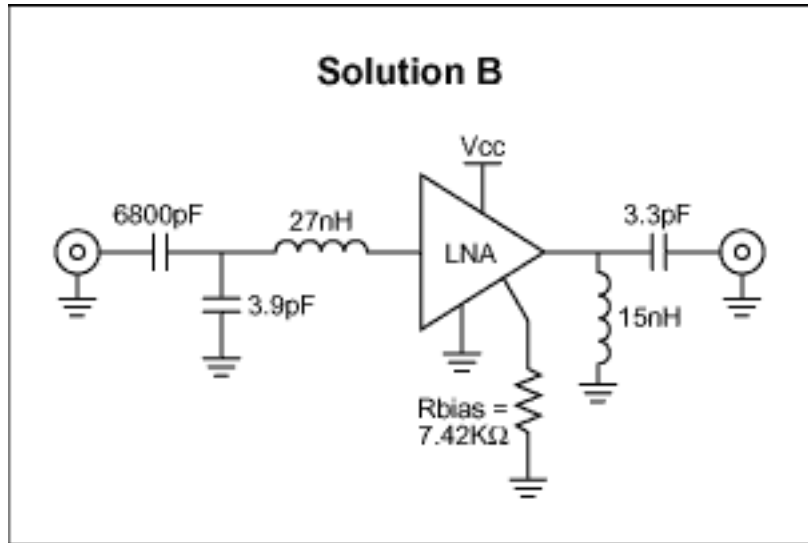 Solution B
Vcc
6800pF
27nH
3.3pF
LNA
3.9pF
15nH
Rbias =
7.42KΩ